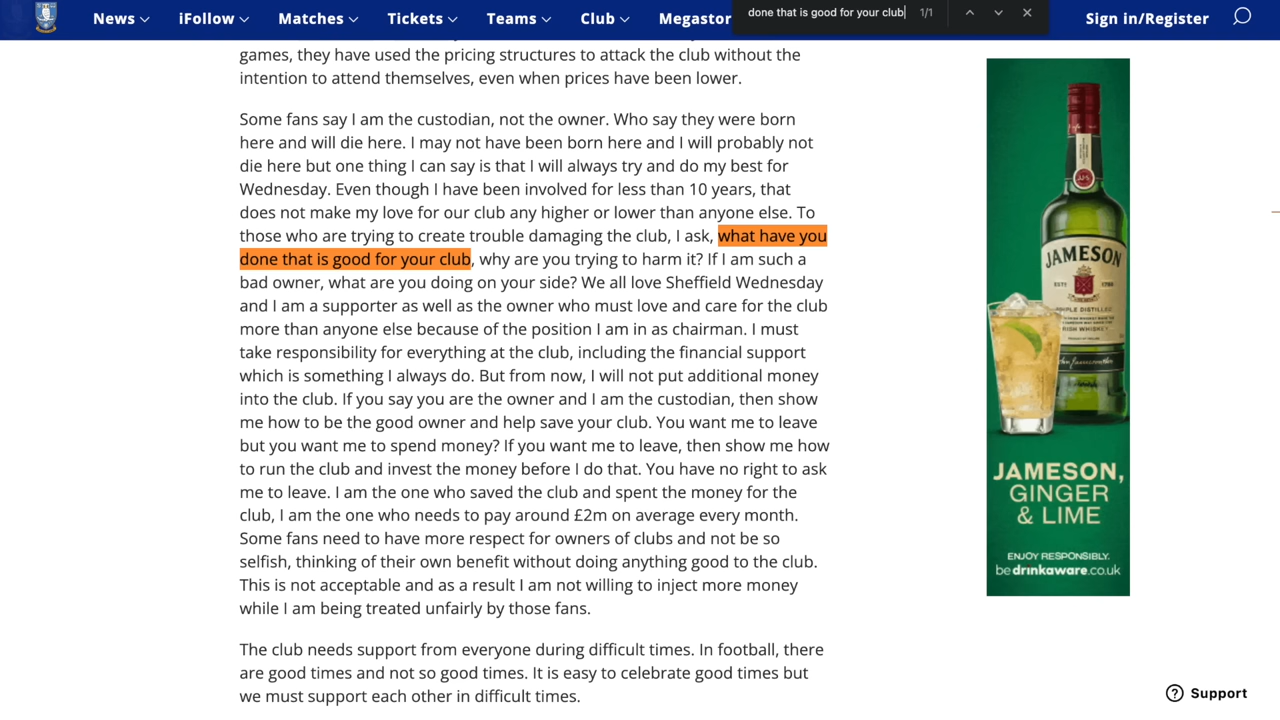 News iFollow Matches Tickets Teams Club Megastor Sign in/Register
done that is good for your club 1/1
games, they have used the pricing structures to attack the club without the
intention to attend themselves, even when prices have been lower.
Some fans say I am the custodian, not the owner. Who say they were born
here and will die here. I may not have been born here and I will probably not
die here but one thing I can say is that I will always try and do my best for
Wednesday. Even though I have been involved for less than 10 years, that
does not make my love for our club any higher or lower than anyone else. To
those who are trying to create trouble damaging the club, I ask, what have you
done that is good for your club, why are you trying to harm it? If I am such a
bad owner, what are you doing on your side? We all love Sheffield Wednesday
and I am a supporter as well as the owner who must love and care for the club
more than anyone else because of the position I am in as chairman. I must
take responsibility for everything at the club, including the financial support
which is something I always do. But from now, I will not put additional money
into the club. If you say you are the owner and I am the custodian, then show
me how to be the good owner and help save your club. You want me to leave
but you want me to spend money? If you want me to leave, then show me how
to run the club and invest the money before I do that. You have no right to ask
me to leave. I am the one who saved the club and spent the money for the
club, I am the one who needs to pay around £2m on average every month.
Some fans need to have more respect for owners of clubs and not be so
selfish, thinking of their own benefit without doing anything good to the club.
This is not acceptable and as a result I am not willing to inject more money
while I am being treated unfairly by those fans.
The club needs support from everyone during difficult times. In football, there
are good times and not so good times. It is easy to celebrate good times but
we must support each other in difficult times.
JAMESON
JAMESON,
GINGER
& LIME
ENJOY RESPONSIBLY.
bedrinkaware.co.uk
Support